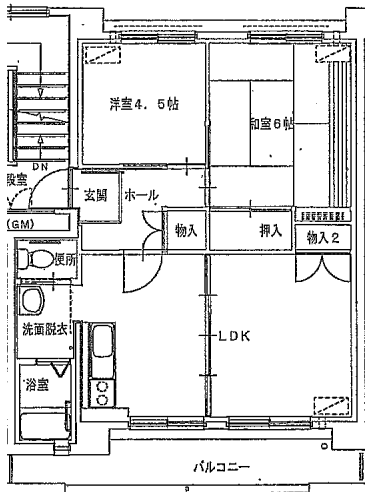 洋室4．5帖
和室6帖
DN
段室
玄関
ホール
(GM)
物入
押入
物入2
便所
洗面脱衣
LDK
浴室
バルコニー